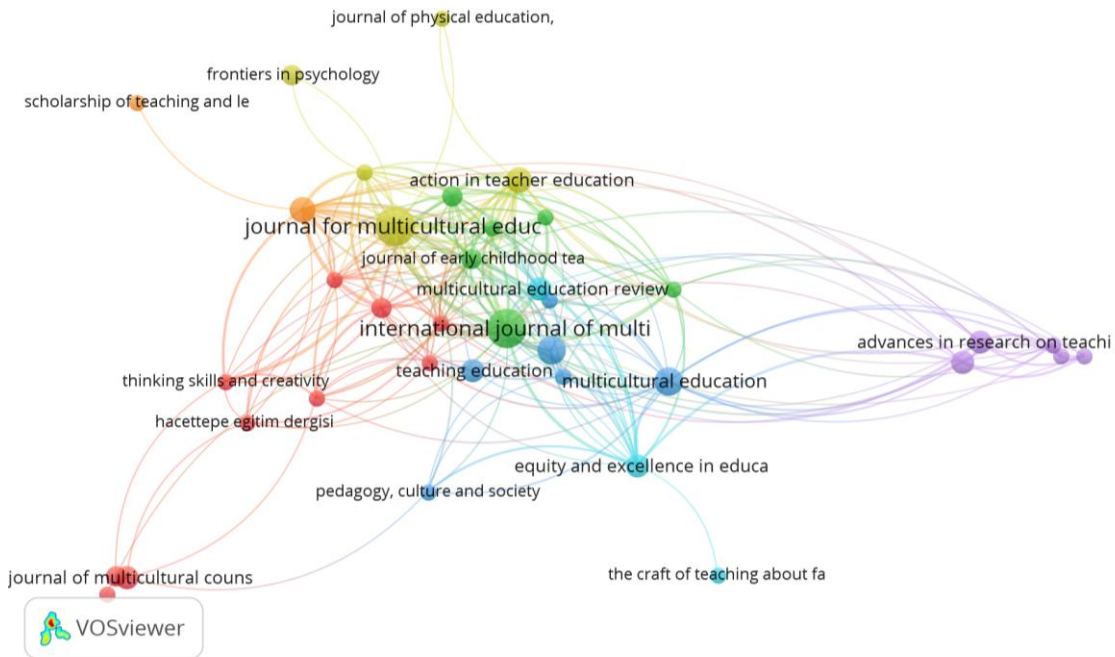 journal of physical education,
frontiers in psychology
scholarship of teaching and le
action in teacher education
journal for multicultural educ
journal of early childhood tea
multicultural education review
international journal of multi
advances in research on teachi
teaching education
multicultural education
thinking skills and creativity
hacettepe egitim dergisi
equity and excellence in educa
pedagogy, culture and society
the craft of teaching about fa
journal of multicultural couns
VOSviewer